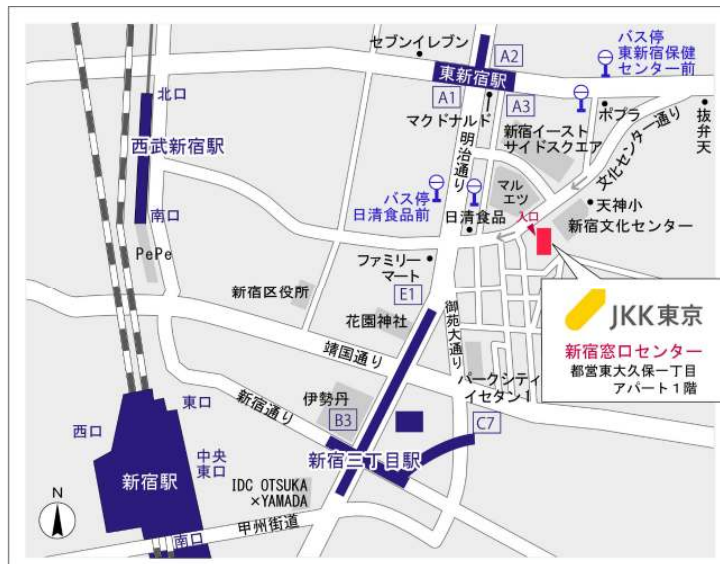 セブンイレブン
A2
バス停
東新宿保健
センター前
東新宿駅
北口
A1
A3
マクドナルド
ポプラ
抜弁天
西武新宿駅
新宿イースト
サイドスクエア
明治通り
文化センター通り
マル
エツ
バス停
日清食品前
天神小
南口
日清食品
入口
新宿文化センター
PePe
ファミリー
マート
新宿区役所
E1
JKK東京
花園神社
御苑大通り
新宿窓口センター
靖国通り
都営東大久保一丁目
アパート1階
パークシティ
イセタン1
新宿通り
伊勢丹
東口
西口
B3
C7
中央
東口
新宿三丁目駅
新宿駅
IDC OTSUKA
×YAMADA
N
甲州街道
南口